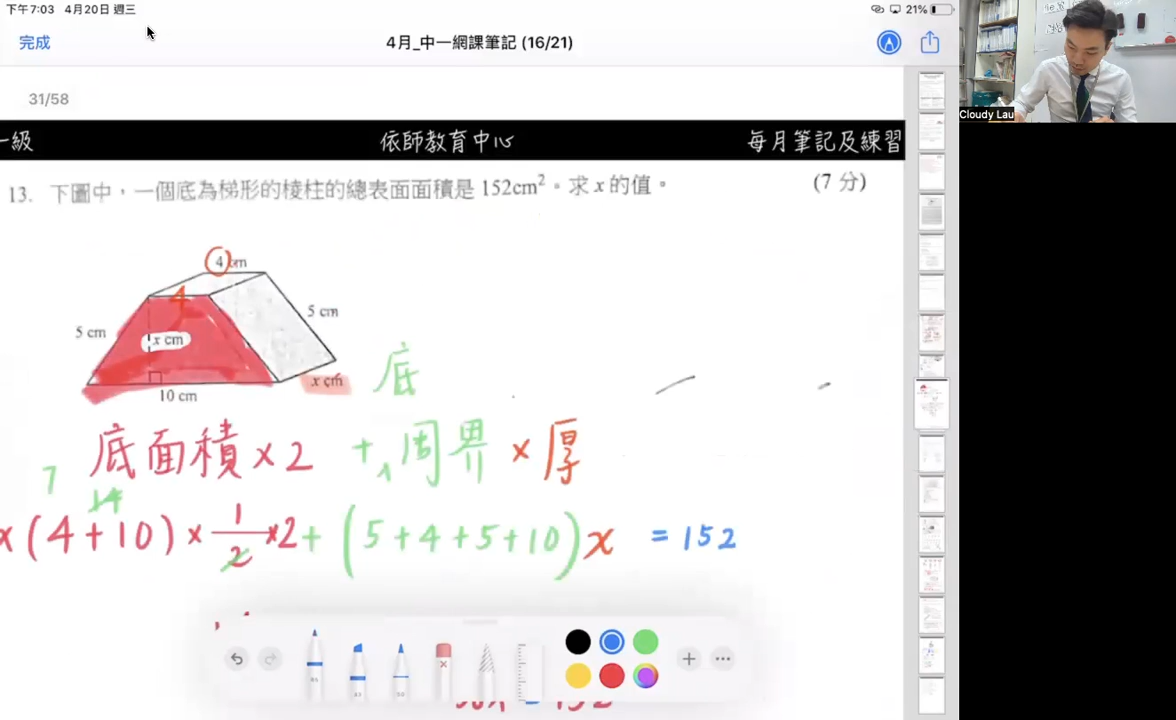 下午7:03 4月20日 週三
21%
完成
4月_中一網課筆記 (16/21)
Cloudy Lau
31/58
一級 依師教育中心 每月筆記及練習
13. 下圖中，一個底為梯形的棱柱的總表面面積是 152cm²。求 x 的值。 (7 分)
4 cm
4
5 cm
5 cm
x cm
x cm
10 cm
底
底面積×2 + 周界 × 厚
7
14
x(4+10)×1/2×2+(5+4+5+10)x = 152